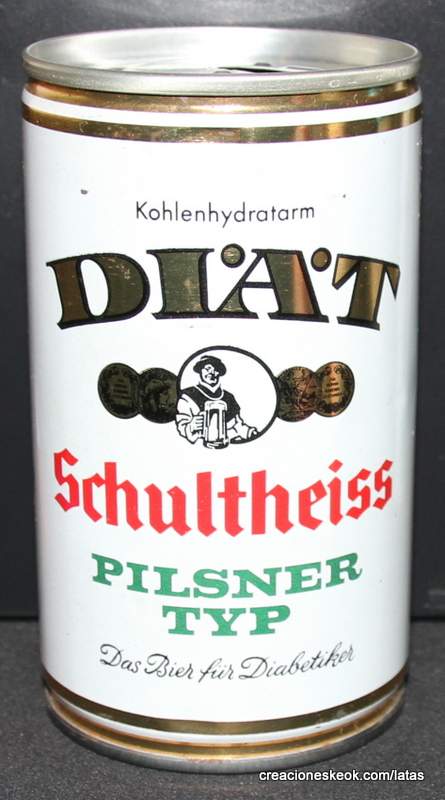 Kohlenhydratarm
DIÄT
Schultheiss
PILSNER
TYP
Das Bier für Diabetiker
creacioneskeok.com/latas